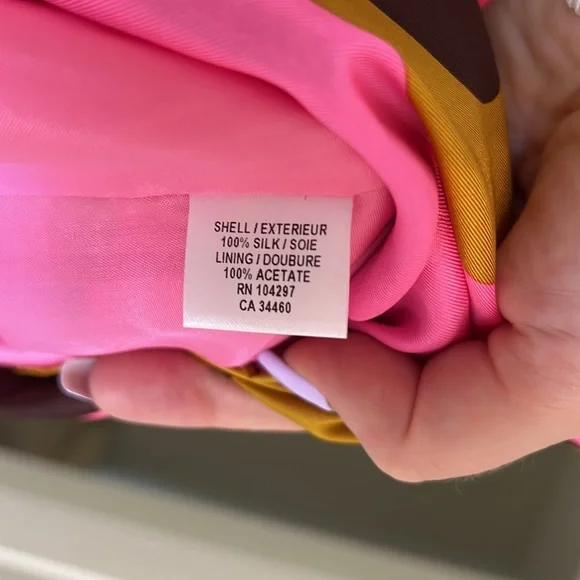 SHELL / EXTERIEUR
100% SILK / SOIE
LINING / DOUBURE
100% ACETATE
RN 104297
CA 34460